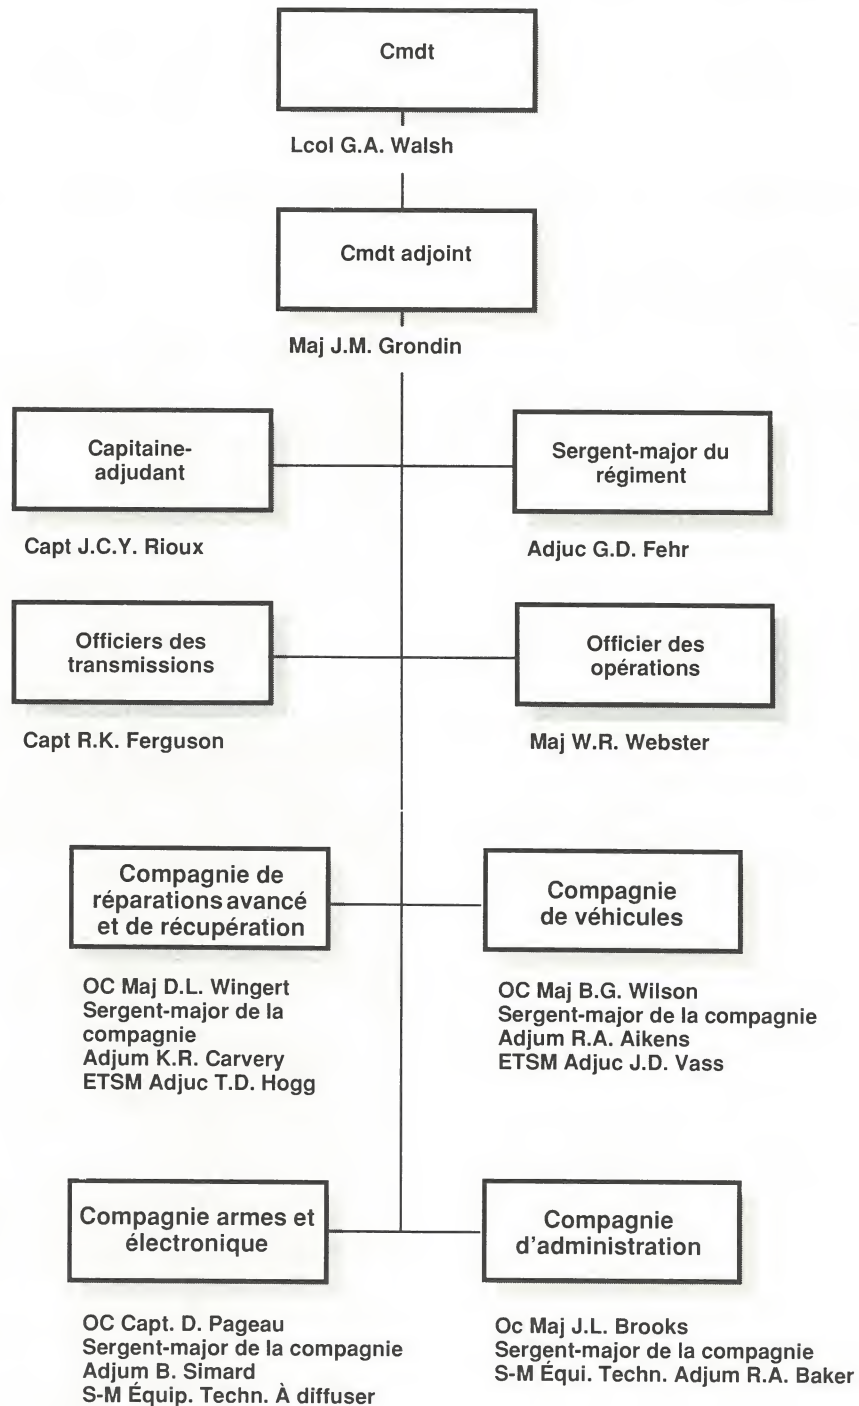 Cmdt
Lcol G.A. Walsh
Cmdt adjoint
Maj J.M. Grondin
Capitaine-
adjudant
Capt J.C.Y. Rioux
Sergent-major du
régiment
Adjuc G.D. Fehr
Officiers des
transmissions
Capt R.K. Ferguson
Officier des
opérations
Maj W.R. Webster
Compagnie de
réparations avancé
et de récupération
OC Maj D.L. Wingert
Sergent-major de la
compagnie
Adjum K.R. Carvery
ETSM Adjuc T.D. Hogg
Compagnie
de véhicules
OC Maj B.G. Wilson
Sergent-major de la compagnie
Adjum R.A. Aikens
ETSM Adjuc J.D. Vass
Compagnie armes et
électronique
OC Capt. D. Pageau
Sergent-major de la compagnie
Adjum B. Simard
S-M Équip. Techn. À diffuser
Compagnie
d'administration
Oc Maj J.L. Brooks
Sergent-major de la compagnie
S-M Équi. Techn. Adjum R.A. Baker